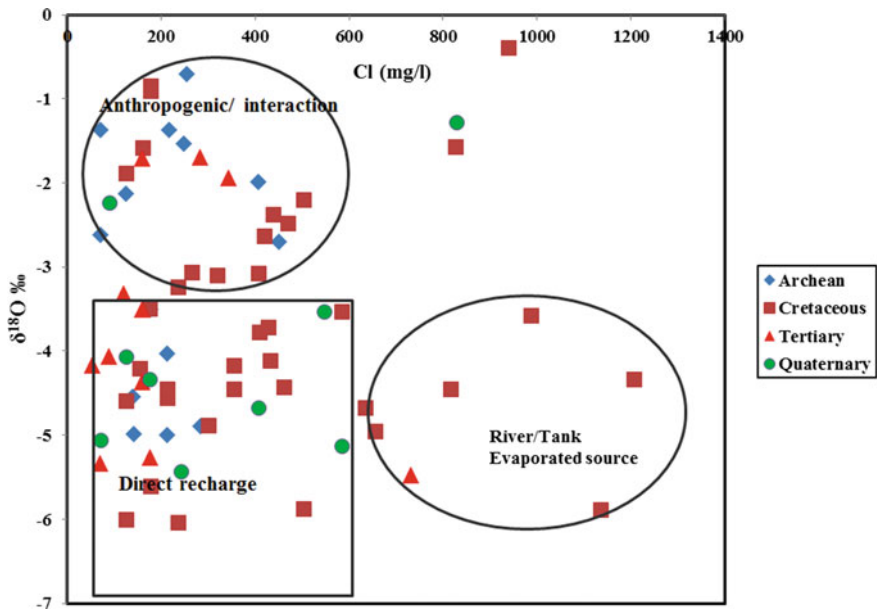 0
0
200
400
600
800
1000
1200
1400
Cl (mg/l)
-1
Anthropogenic/ interaction
-2
-3
δ18O ‰
-4
-5
-6
-7
River/Tank
Evaporated source
Direct recharge
Archean
Cretaceous
Tertiary
Quaternary